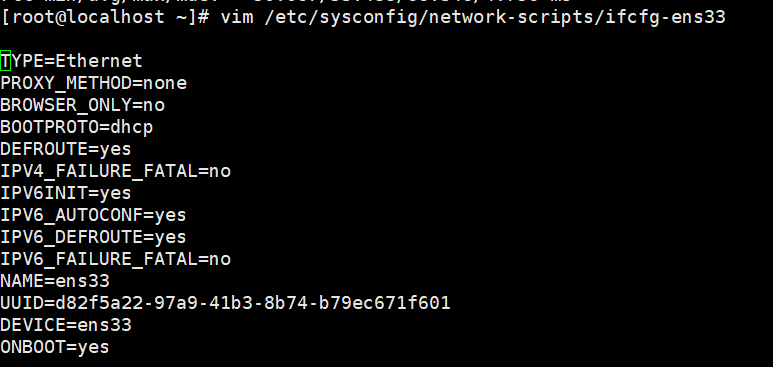 [root@localhost ~]# vim /etc/sysconfig/network-scripts/ifcfg-ens33
TYPE=Ethernet
PROXY_METHOD=none
BROWSER_ONLY=no
BOOTPROTO=dhcp
DEFROUTE=yes
IPV4_FAILURE_FATAL=no
IPV6INIT=yes
IPV6_AUTOCONF=yes
IPV6_DEFROUTE=yes
IPV6_FAILURE_FATAL=no
NAME=ens33
UUID=d82f5a22-97a9-41b3-8b74-b79ec671f601
DEVICE=ens33
ONBOOT=yes